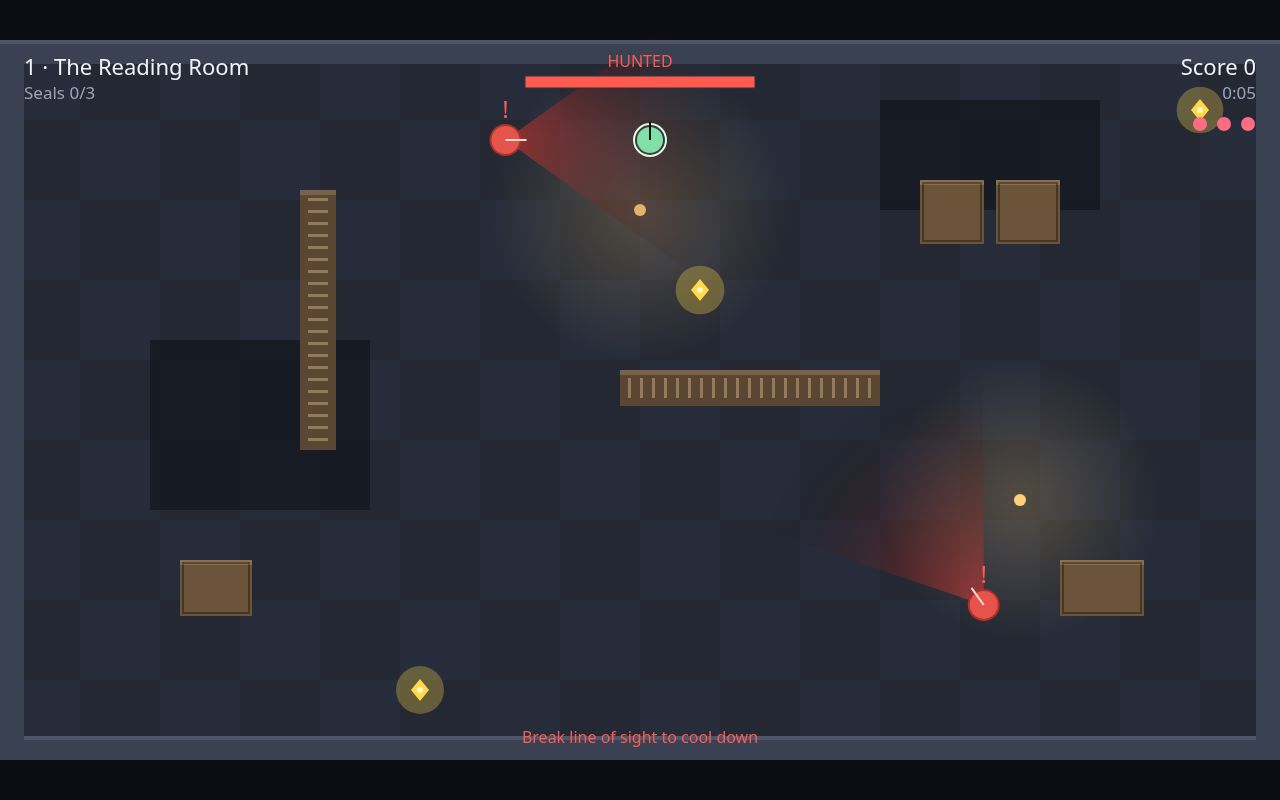 1 · The Reading Room
Seals 0/3
HUNTED
Score 0
0:05
!
!
Break line of sight to cool down